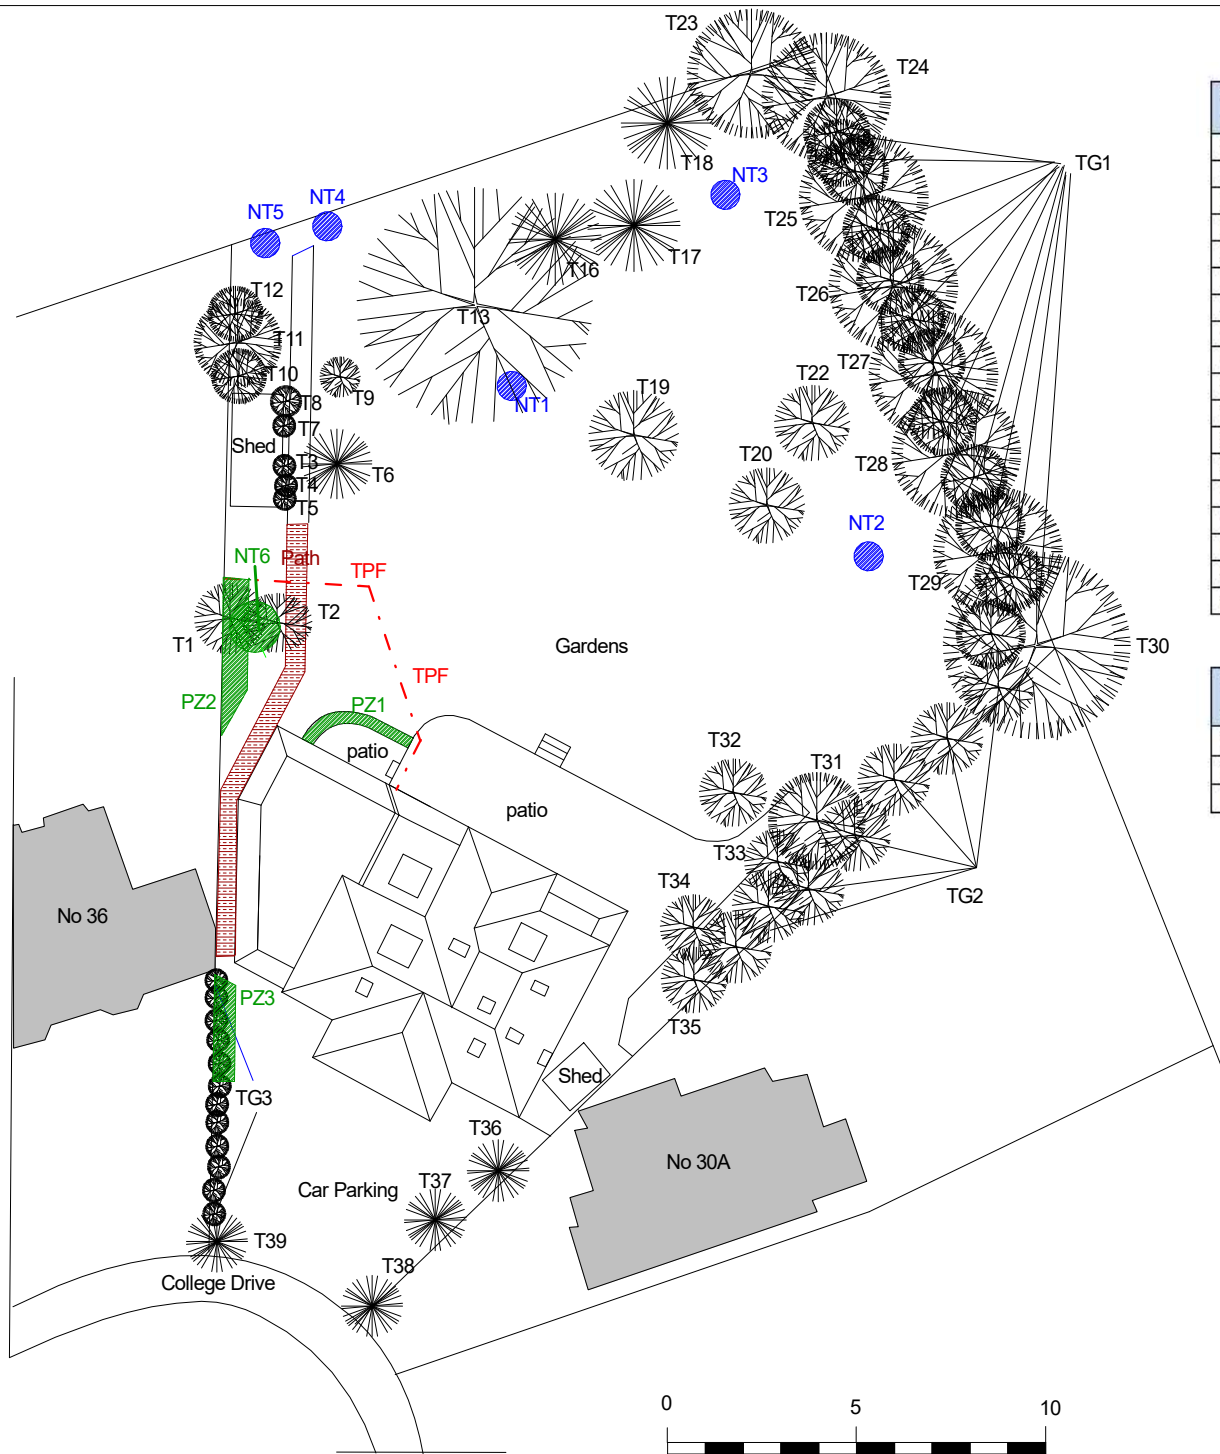 T23
T24
TG1
T18
NT3
NT4
NT5
T25
T17
T16
T12
T26
T13
T11
T27
T10
T9
T22
T8
T19
NT1
T7
Shed
T20
T28
T3
T6
T4
T5
NT2
NT6
Path
TPF
T29
T2
T1
Gardens
T30
TPF
PZ2
PZ1
T32
patio
T31
patio
T33
T34
TG2
No 36
PZ3
T35
Shed
TG3
T36
No 30A
T37
Car Parking
T39
T38
College Drive
0 5 10